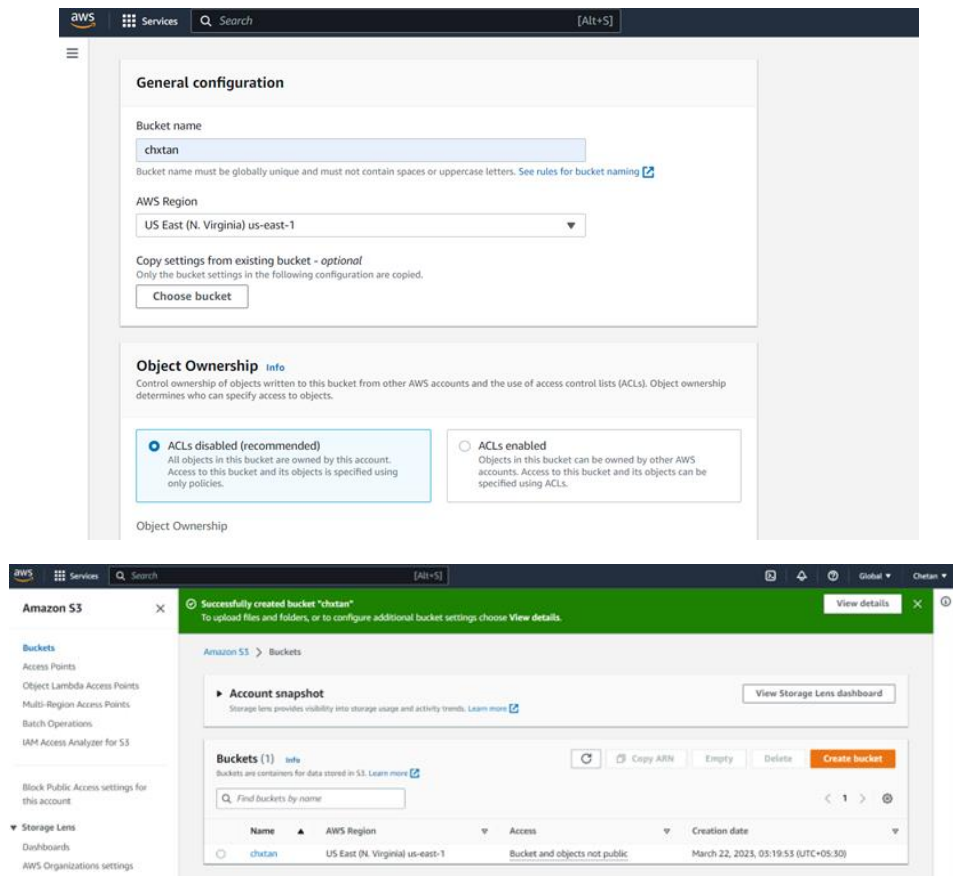 aws
Services
Search
[Alt+S]
General configuration
Bucket name
chxtan
Bucket name must be globally unique and must not contain spaces or uppercase letters. See rules for bucket naming
AWS Region
US East (N. Virginia) us-east-1
Copy settings from existing bucket - optional
Only the bucket settings in the following configuration are copied.
Choose bucket
Object Ownership Info
Control ownership of objects written to this bucket from other AWS accounts and the use of access control lists (ACLs). Object ownership
determines who can specify access to objects.
ACLs disabled (recommended)
All objects in this bucket are owned by this account.
Access to this bucket and its objects is specified using
only policies.
ACLs enabled
Objects in this bucket can be owned by other AWS
accounts. Access to this bucket and its objects can be
specified using ACLs.
Object Ownership
aws
Services
Search
[Alt+S]
Global
Chetan
Amazon S3
Buckets
Access Points
Object Lambda Access Points
Multi-Region Access Points
Batch Operations
IAM Access Analyzer for S3
Block Public Access settings for
this account
Storage Lens
Dashboards
AWS Organizations settings
Successfully created bucket "chxtan"
To upload files and folders, or to configure additional bucket settings choose View details.
View details
Amazon S3 > Buckets
Account snapshot
Storage lens provides visibility into storage usage and activity trends. Learn more
View Storage Lens dashboard
Buckets (1) Info
Buckets are containers for data stored in S3. Learn more
Copy ARN
Empty
Delete
Create bucket
Find buckets by name
< 1 >
Name
AWS Region
Access
Creation date
chxtan
US East (N. Virginia) us-east-1
Bucket and objects not public
March 22, 2023, 03:19:53 (UTC+05:30)